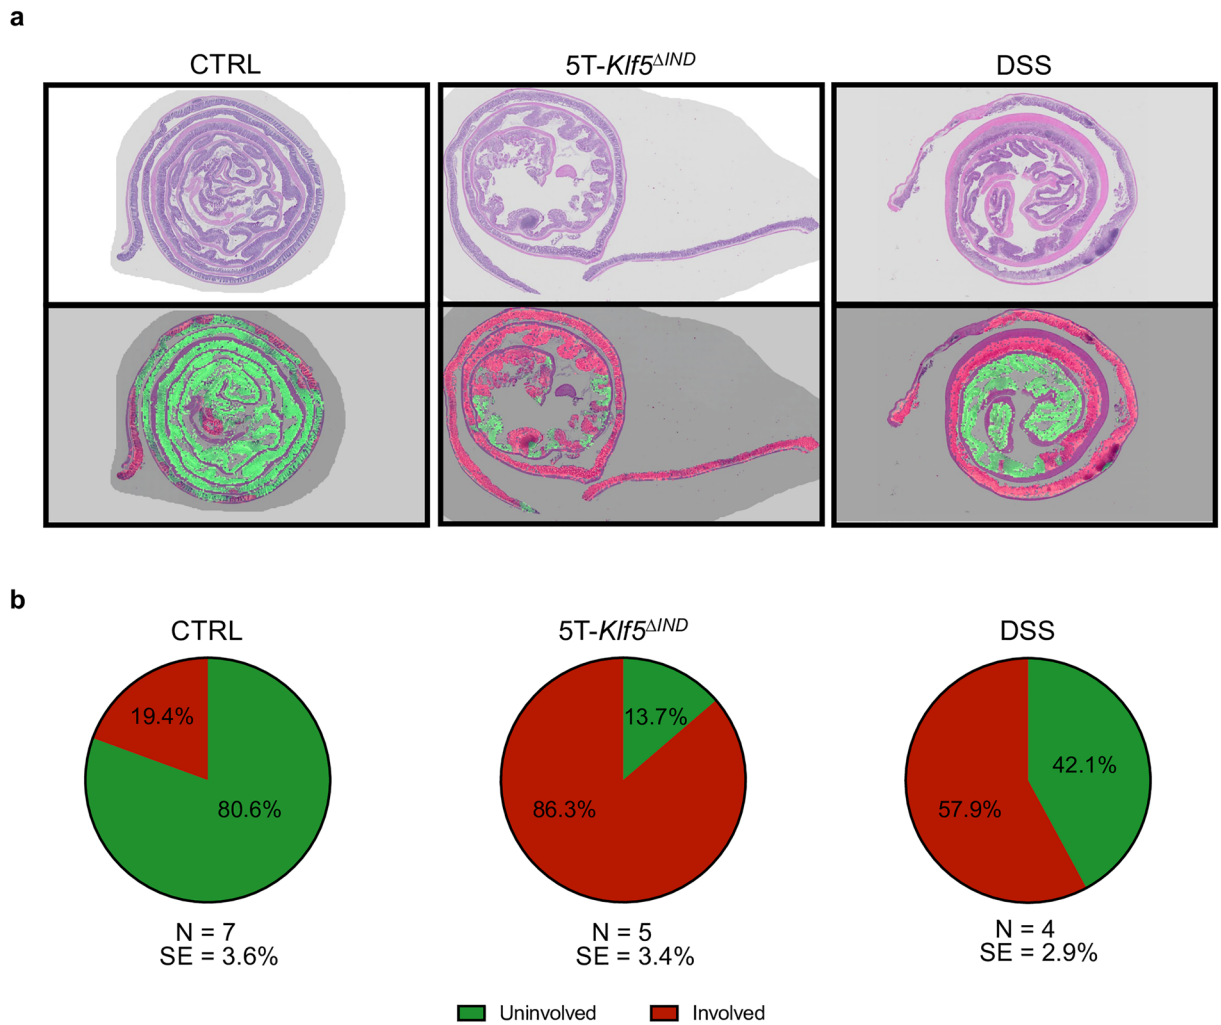 a
CTRL
5T-Klf5ΔIND
DSS
b
CTRL
5T-Klf5ΔIND
DSS
19.4%
80.6%
13.7%
86.3%
42.1%
57.9%
N = 7
SE = 3.6%
N = 5
SE = 3.4%
N = 4
SE = 2.9%
Uninvolved
Involved